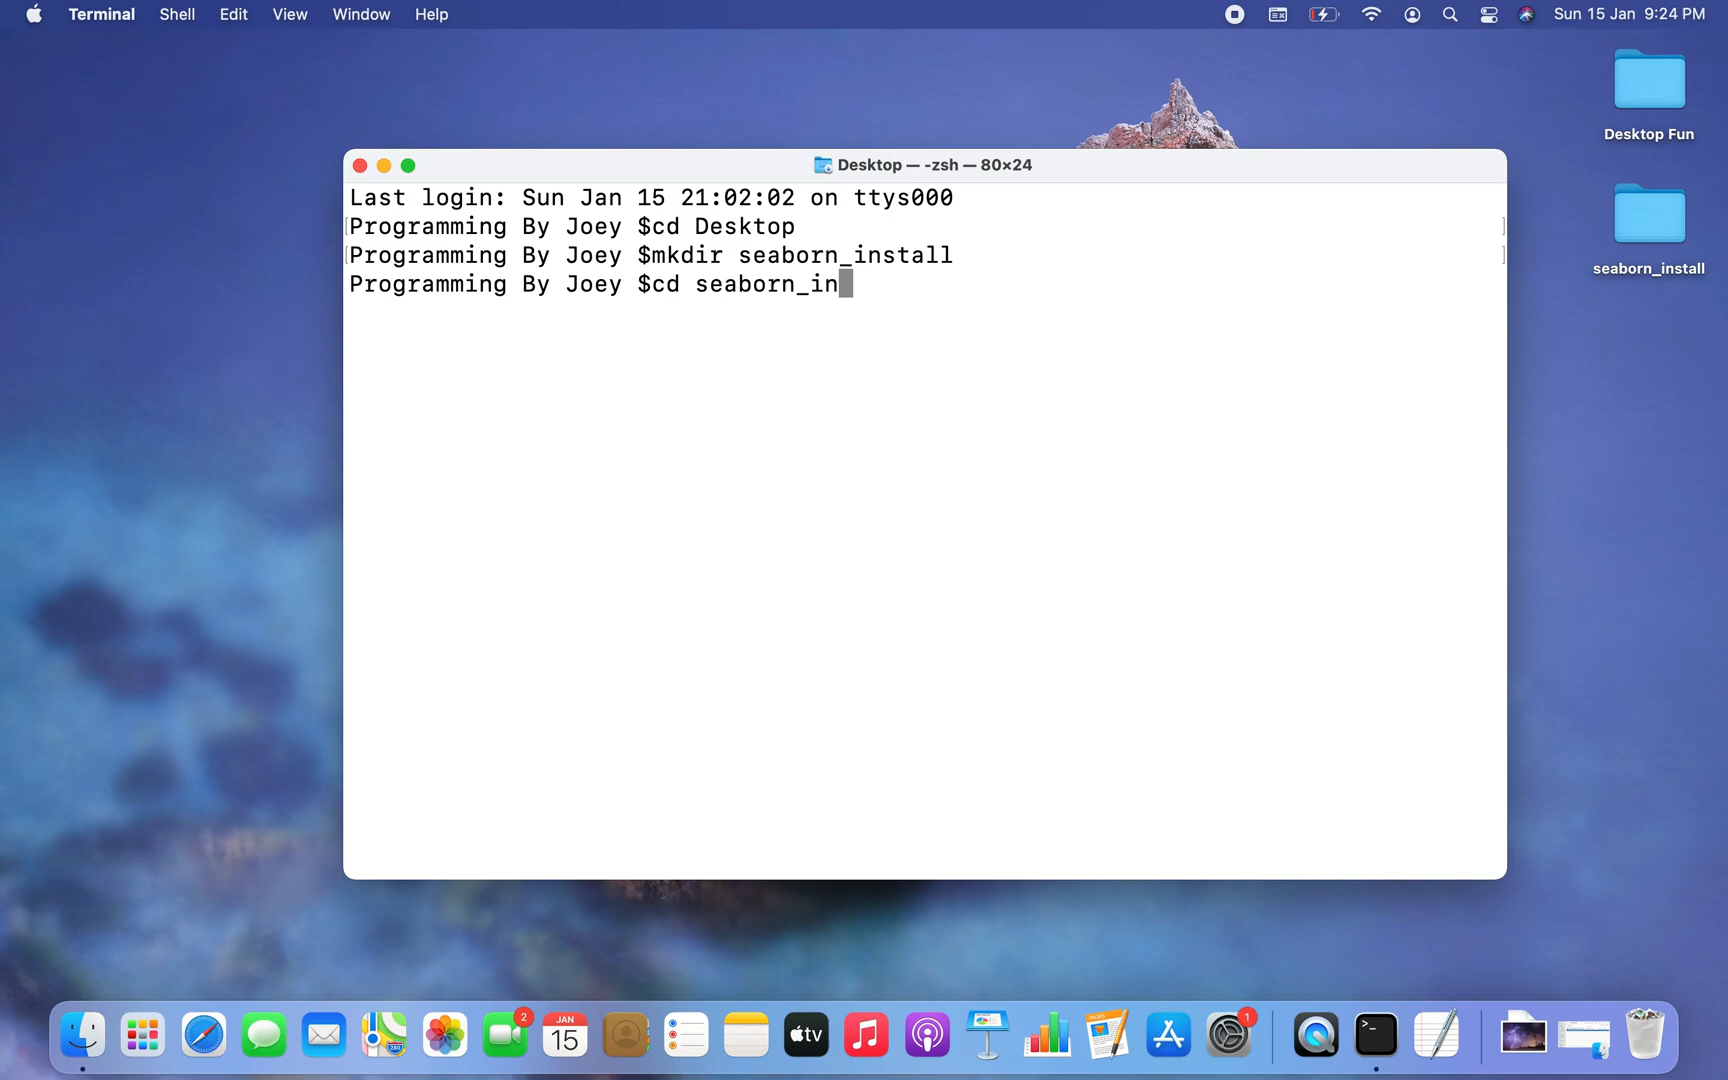 Terminal Shell Edit View Window Help Sun 15 Jan 9:24 PM
Desktop Fun
seaborn_install
Desktop — -zsh — 80×24
Last login: Sun Jan 15 21:02:02 on ttys000
[Programming By Joey $cd Desktop ]
[Programming By Joey $mkdir seaborn_install ]
Programming By Joey $cd seaborn_in
2
JAN
15
tv
PAGES
1
>_